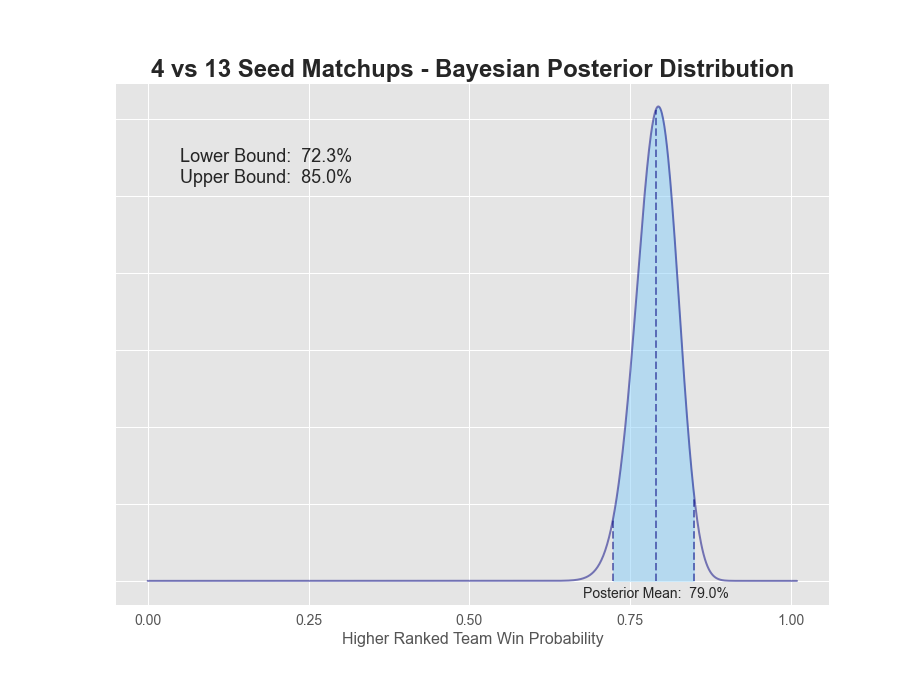 4 vs 13 Seed Matchups - Bayesian Posterior Distribution
Lower Bound:  72.3%
Upper Bound:  85.0%
Posterior Mean:  79.0%
0.00 0.25 0.50 0.75 1.00
Higher Ranked Team Win Probability